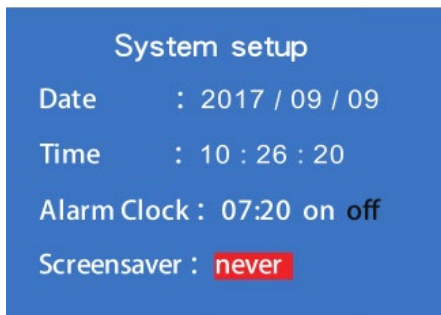 System setup
Date : 2017 / 09 / 09
Time : 10 : 26 : 20
Alarm Clock : 07:20 on off
Screensaver : never